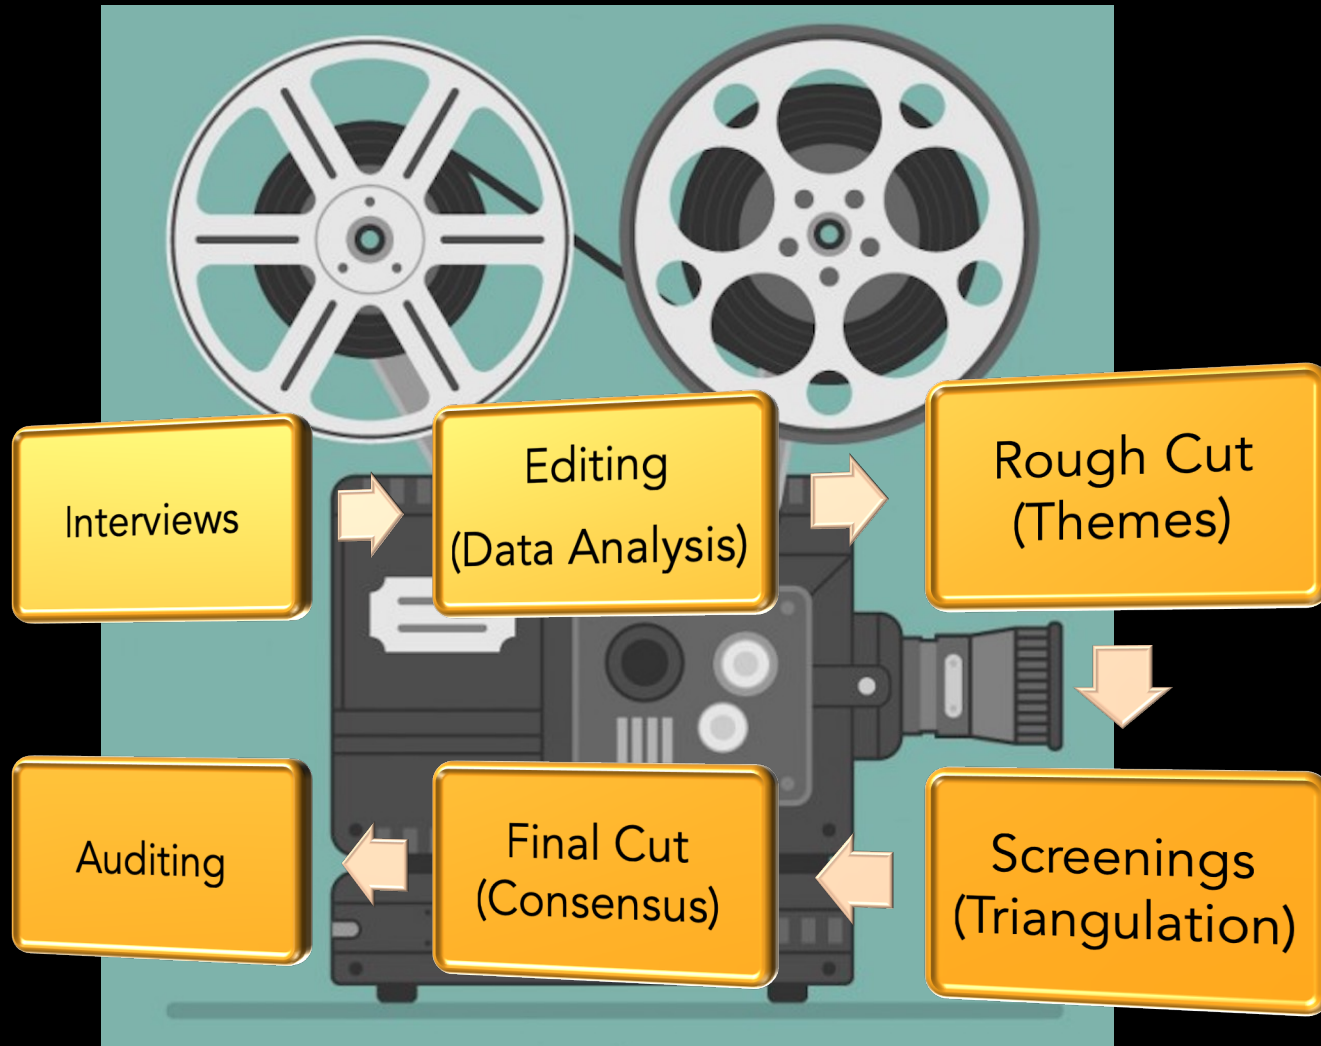 Interviews
Editing
(Data Analysis)
Rough Cut
(Themes)
Screenings
(Triangulation)
Final Cut
(Consensus)
Auditing